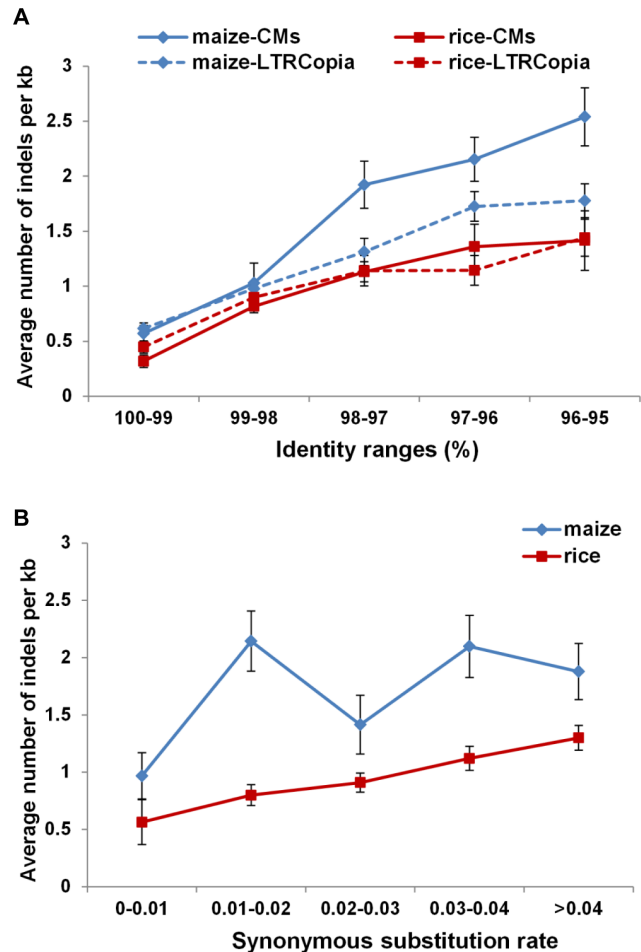 A
maize-CMs
rice-CMs
maize-LTRCopia
rice-LTRCopia
3
2.5
2
1.5
1
0.5
0
Average number of indels per kb
100-99
99-98
98-97
97-96
96-95
Identity ranges (%)
B
maize
rice
3
2.5
2
1.5
1
0.5
0
Average number of indels per kb
0-0.01
0.01-0.02
0.02-0.03
0.03-0.04
>0.04
Synonymous substitution rate